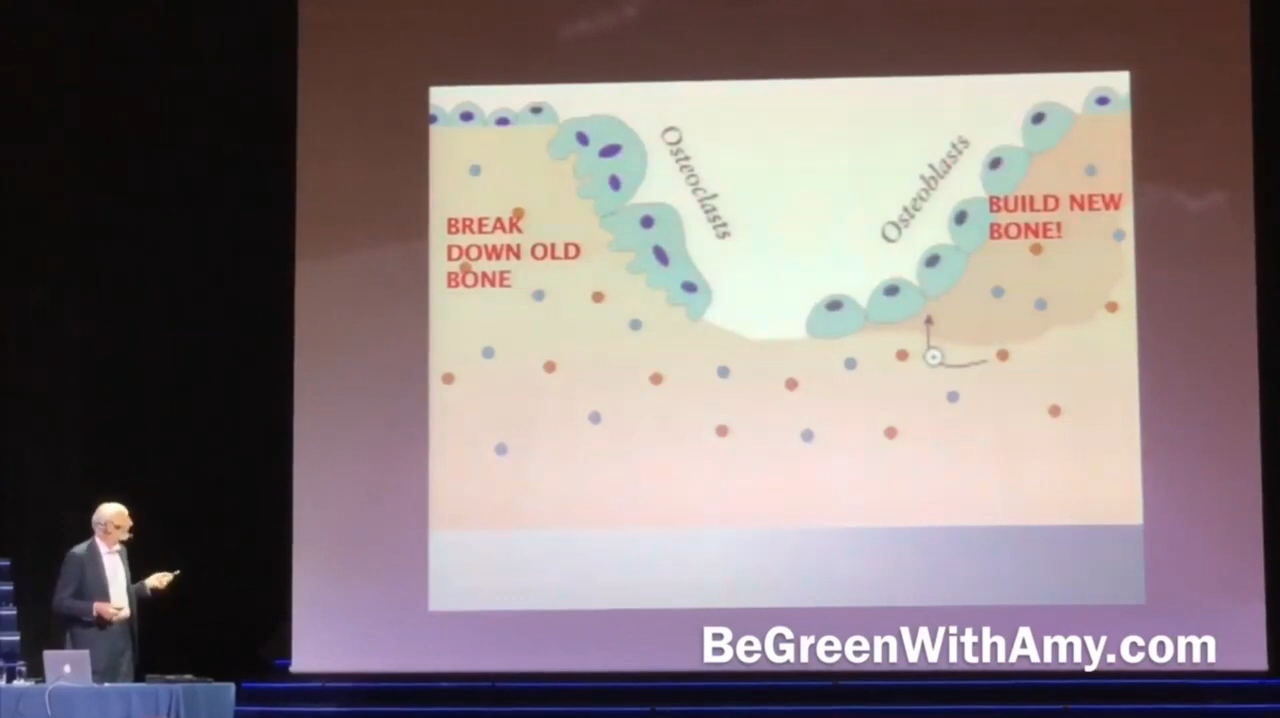 Osteoclasts
Osteoblasts
BREAK
DOWN OLD
BONE
BUILD NEW
BONE!
BeGreenWithAmy.com